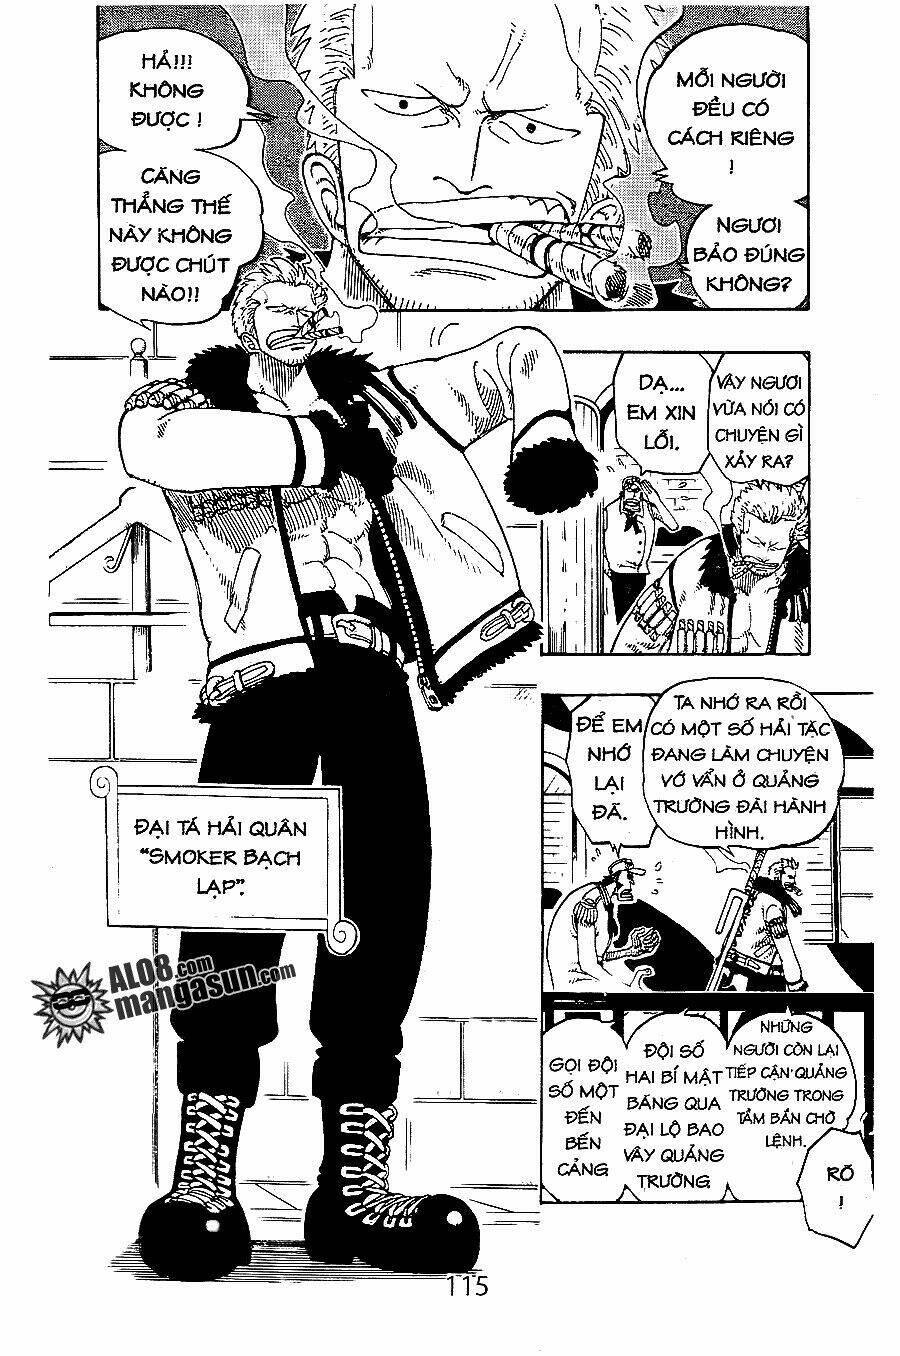 MỖI NGƯỜI
ĐỀU CÓ
CÁCH RIÊNG
!
NGƯƠI
BẢO ĐÚNG
KHÔNG?
HẢ!!!
KHÔNG
ĐƯỢC !
CĂNG
THẲNG THẾ
NÀY KHÔNG
ĐƯỢC CHÚT
NÀO!!
VẬY NGƯƠI
VỪA NÓI CÓ
CHUYỆN GÌ
XẢY RA?
DẠ...
EM XIN
LỖI.
TA NHỚ RA RỒI
CÓ MỘT SỐ HẢI TẶC
ĐANG LÀM CHUYỆN
VỚ VẨN Ở QUẢNG
TRƯỜNG ĐÀI HÀNH
HÌNH.
ĐỂ EM
NHỚ
LẠI
ĐÃ.
ĐẠI TÁ HẢI QUÂN
"SMOKER BẠCH
LẠP".
NHỮNG
NGƯỜI CÒN LẠI
TIẾP CẬN QUẢNG
TRƯỜNG TRONG
TẦM BẮN CHỜ
LỆNH.
ĐỘI SỐ
HAI BÍ MẬT
BĂNG QUA
ĐẠI LỘ BAO
VÂY QUẢNG
TRƯỜNG
GỌI ĐỘI
SỐ MỘT
ĐẾN
BẾN
CẢNG
RÕ
!
ALO8.com
mangasun.com
115